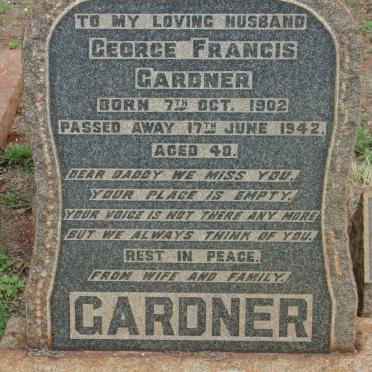 TO MY LOVING HUSBAND
GEORGE FRANCIS
GARDNER
BORN 7TH OCT. 1902
PASSED AWAY 17TH JUNE 1942.
AGED 40.
DEAR DADDY WE MISS YOU.
YOUR PLACE IS EMPTY,
YOUR VOICE IS NOT THERE ANY MORE
BUT WE ALWAYS THINK OF YOU.
REST IN PEACE.
FROM WIFE AND FAMILY.
GARDNER